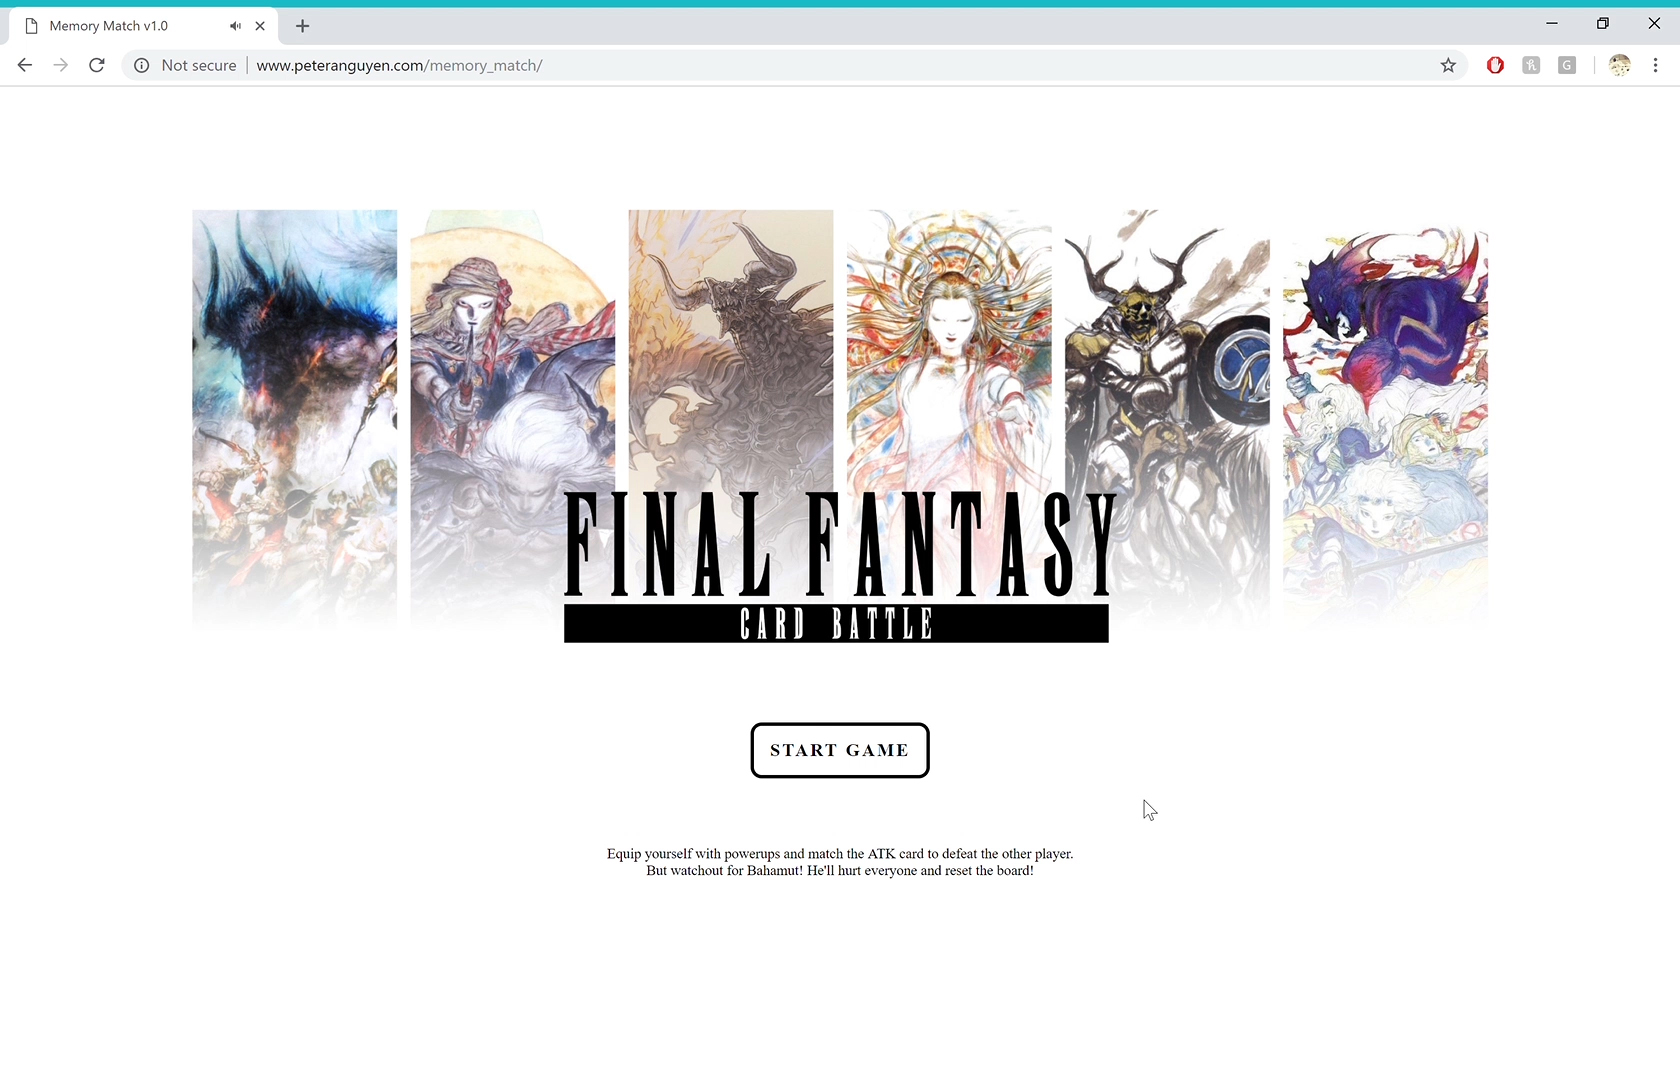 Memory Match v1.0
Not secure
www.peteranguyen.com/memory_match/
G
FINAL FANTASY
CARD BATTLE
START GAME
Equip yourself with powerups and match the ATK card to defeat the other player.
But watchout for Bahamut! He'll hurt everyone and reset the board!